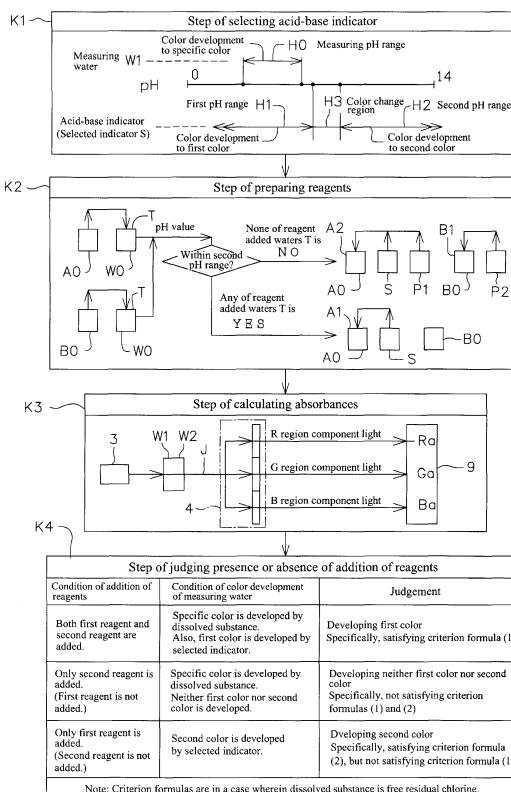 K1
Step of selecting acid-base indicator
Color development
to specific color
H0
Measuring pH range
Measuring
water
W1
pH
0
14
First pH range
H1
H3
Color change
region
H2
Second pH range
Acid-base indicator
(Selected indicator S)
Color development
to first color
Color development
to second color
K2
Step of preparing reagents
T
pH value
A0
W0
Within second
pH range?
None of reagent
added waters T is
NO
A2
B1
A0
S
P1
B0
P2
T
B0
W0
Any of reagent
added waters T is
YES
A1
A0
S
B0
K3
Step of calculating absorbances
3
W1
W2
J
4
R region component light
G region component light
B region component light
Ra
Ga
Ba
9
K4
Step of judging presence or absence of addition of reagents
Condition of addition of
reagents
Condition of color development
of measuring water
Judgement
Both first reagent and
second reagent are
added.
Specific color is developed by
dissolved substance.
Also, first color is developed by
selected indicator.
Developing first color
Specifically, satisfying criterion formula (1
Only second reagent is
added.
(First reagent is not
added.)
Specific color is developed by
dissolved substance.
Neither first color nor second
color is developed.
Developing neither first color nor second
color
Specifically, not satisfying criterion
formulas (1) and (2)
Only first reagent is
added.
(Second reagent is not
added.)
Second color is developed
by selected indicator.
Dveloping second color
Specifically, satisfying criterion formula
(2), but not satisfying criterion formula (1
Note: Criterion formulas are in a case wherein dissolved substance is free residual chlorine.